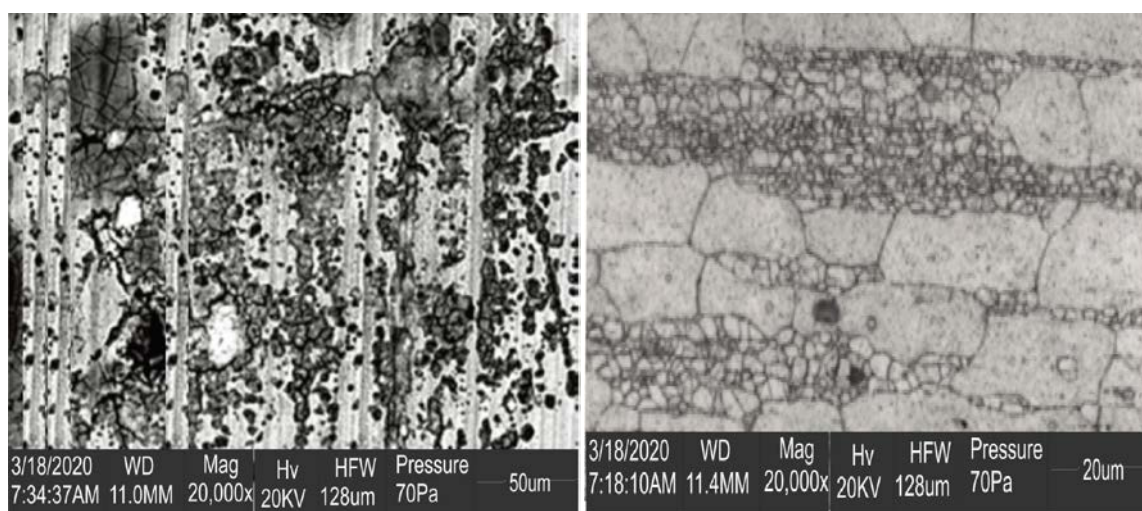 3/18/2020 WD Mag Hv HFW Pressure 50um
7:34:37AM 11.0MM 20,000x 20KV 128um 70Pa
3/18/2020 WD Mag Hv HFW Pressure 20um
7:18:10AM 11.4MM 20,000x 20KV 128um 70Pa